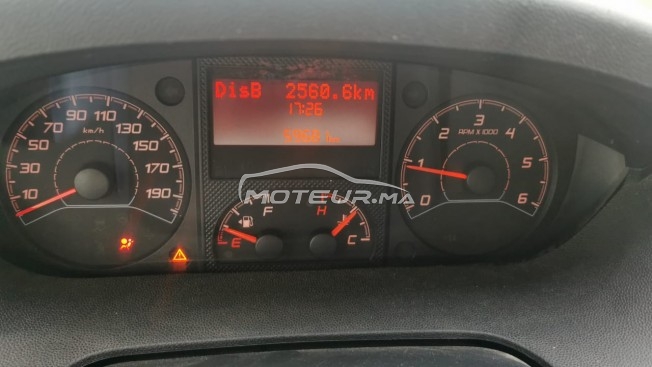 DisB 2560.6km
17:26
90 110
70 130
50 km/h 150
30 170
10 190
3
2 4
RPM X 1000
1 5
0 6
MOTEUR.MA
F H
E C